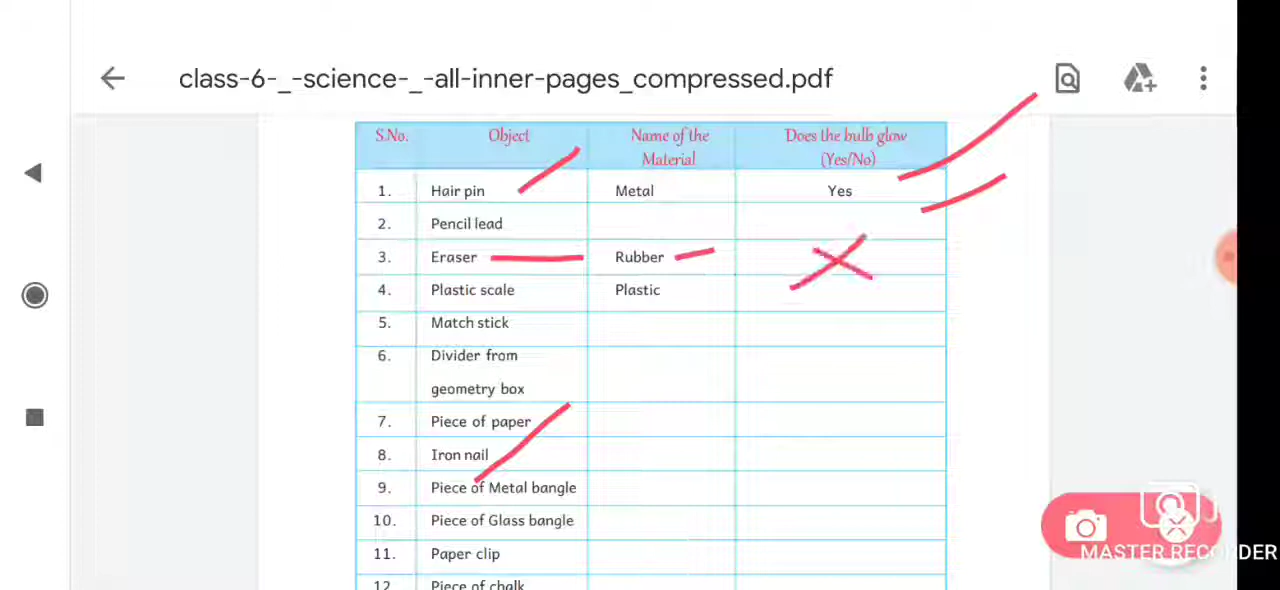 class-6-_-science-_-all-inner-pages_compressed.pdf
S.No. Object Name of the Material Does the bulb glow (Yes/No)
1. Hair pin Metal Yes
2. Pencil lead
3. Eraser Rubber
4. Plastic scale Plastic
5. Match stick
6. Divider from
geometry box
7. Piece of paper
8. Iron nail
9. Piece of Metal bangle
10. Piece of Glass bangle
11. Paper clip
12 Piece of chalk
MASTER RECORDER